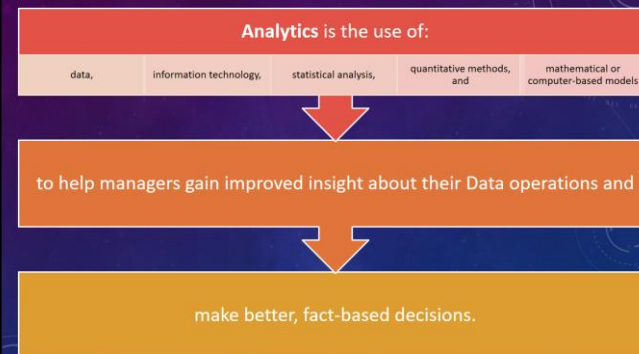 Analytics is the use of:
data,
information technology,
statistical analysis,
quantitative methods,
and
mathematical or
computer-based models
to help managers gain improved insight about their Data operations and
make better, fact-based decisions.